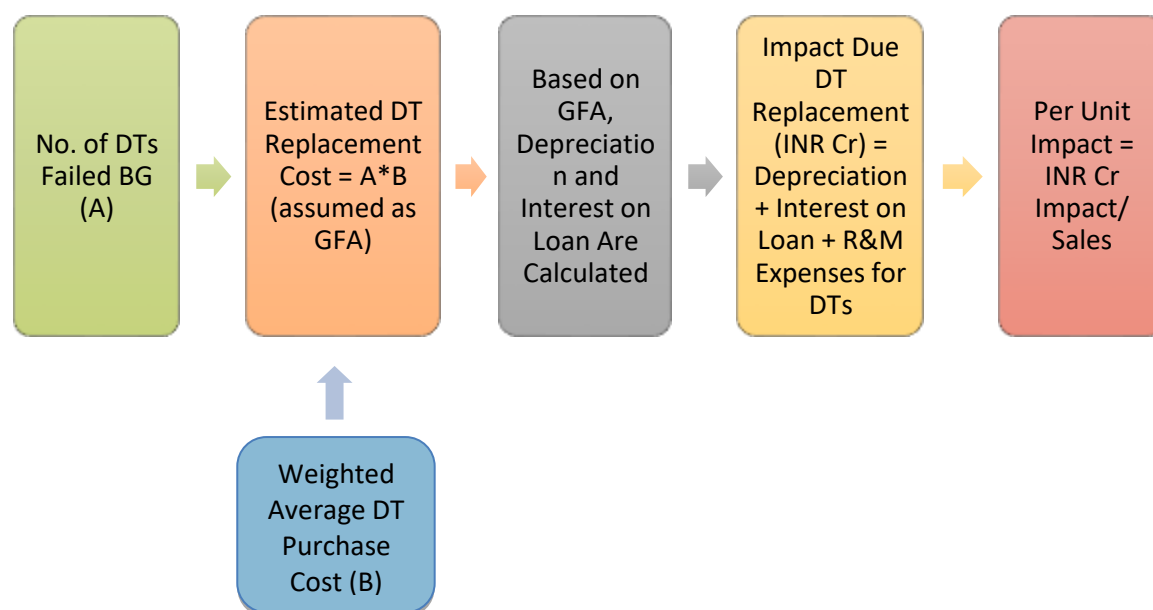 No. of DTs
Failed BG
(A)
Estimated DT
Replacement
Cost = A*B
(assumed as
GFA)
Based on
GFA,
Depreciatio
n and
Interest on
Loan Are
Calculated
Impact Due
DT
Replacement
(INR Cr) =
Depreciation
+ Interest on
Loan + R&M
Expenses for
DTs
Per Unit
Impact =
INR Cr
Impact/
Sales
Weighted
Average DT
Purchase
Cost (B)